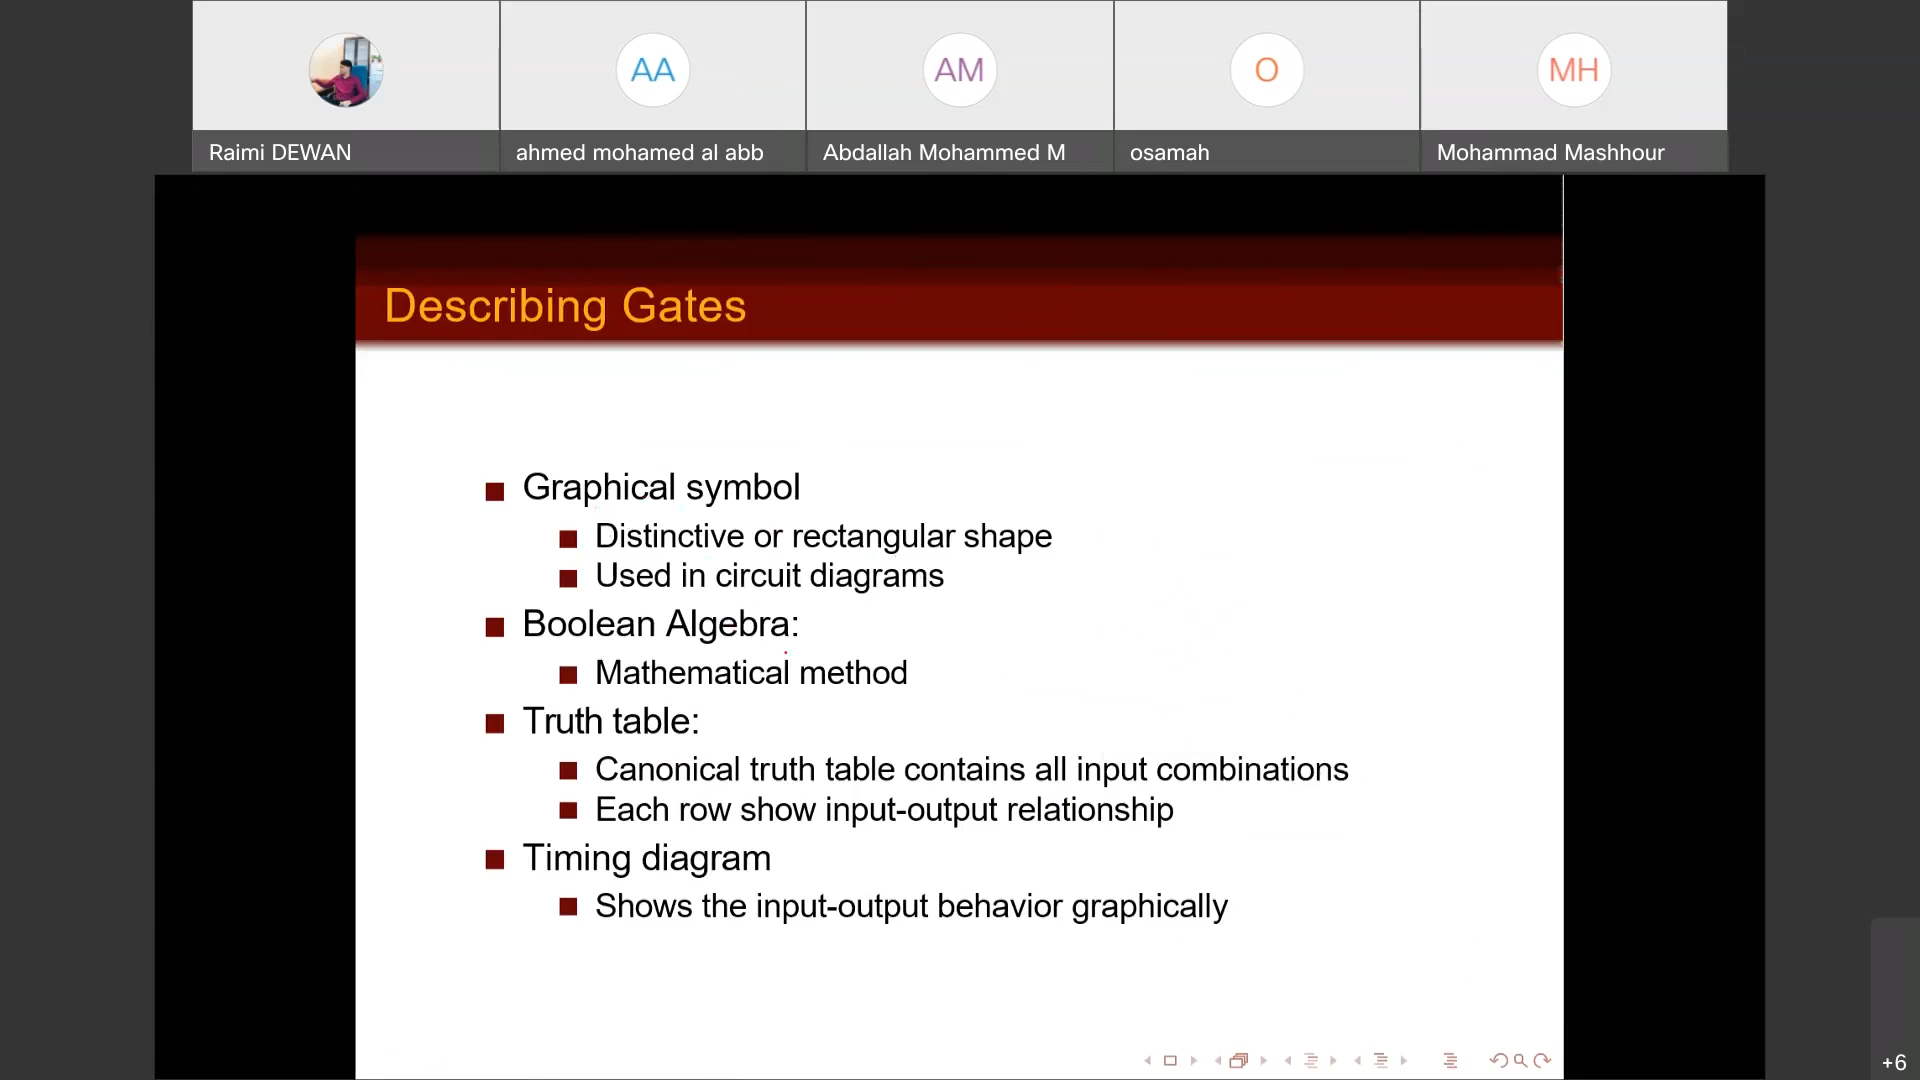 AA
AM
O
MH
Raimi DEWAN
ahmed mohamed al abb
Abdallah Mohammed M
osamah
Mohammad Mashhour
Describing Gates
Graphical symbol
Distinctive or rectangular shape
Used in circuit diagrams
Boolean Algebra:
Mathematical method
Truth table:
Canonical truth table contains all input combinations
Each row show input-output relationship
Timing diagram
Shows the input-output behavior graphically
+6